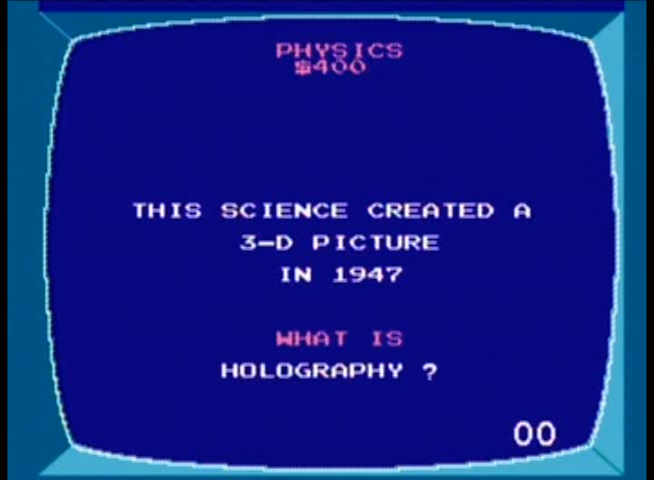 PHYSICS
$400
THIS SCIENCE CREATED A
3-D PICTURE
IN 1947
WHAT IS
HOLOGRAPHY ?
00